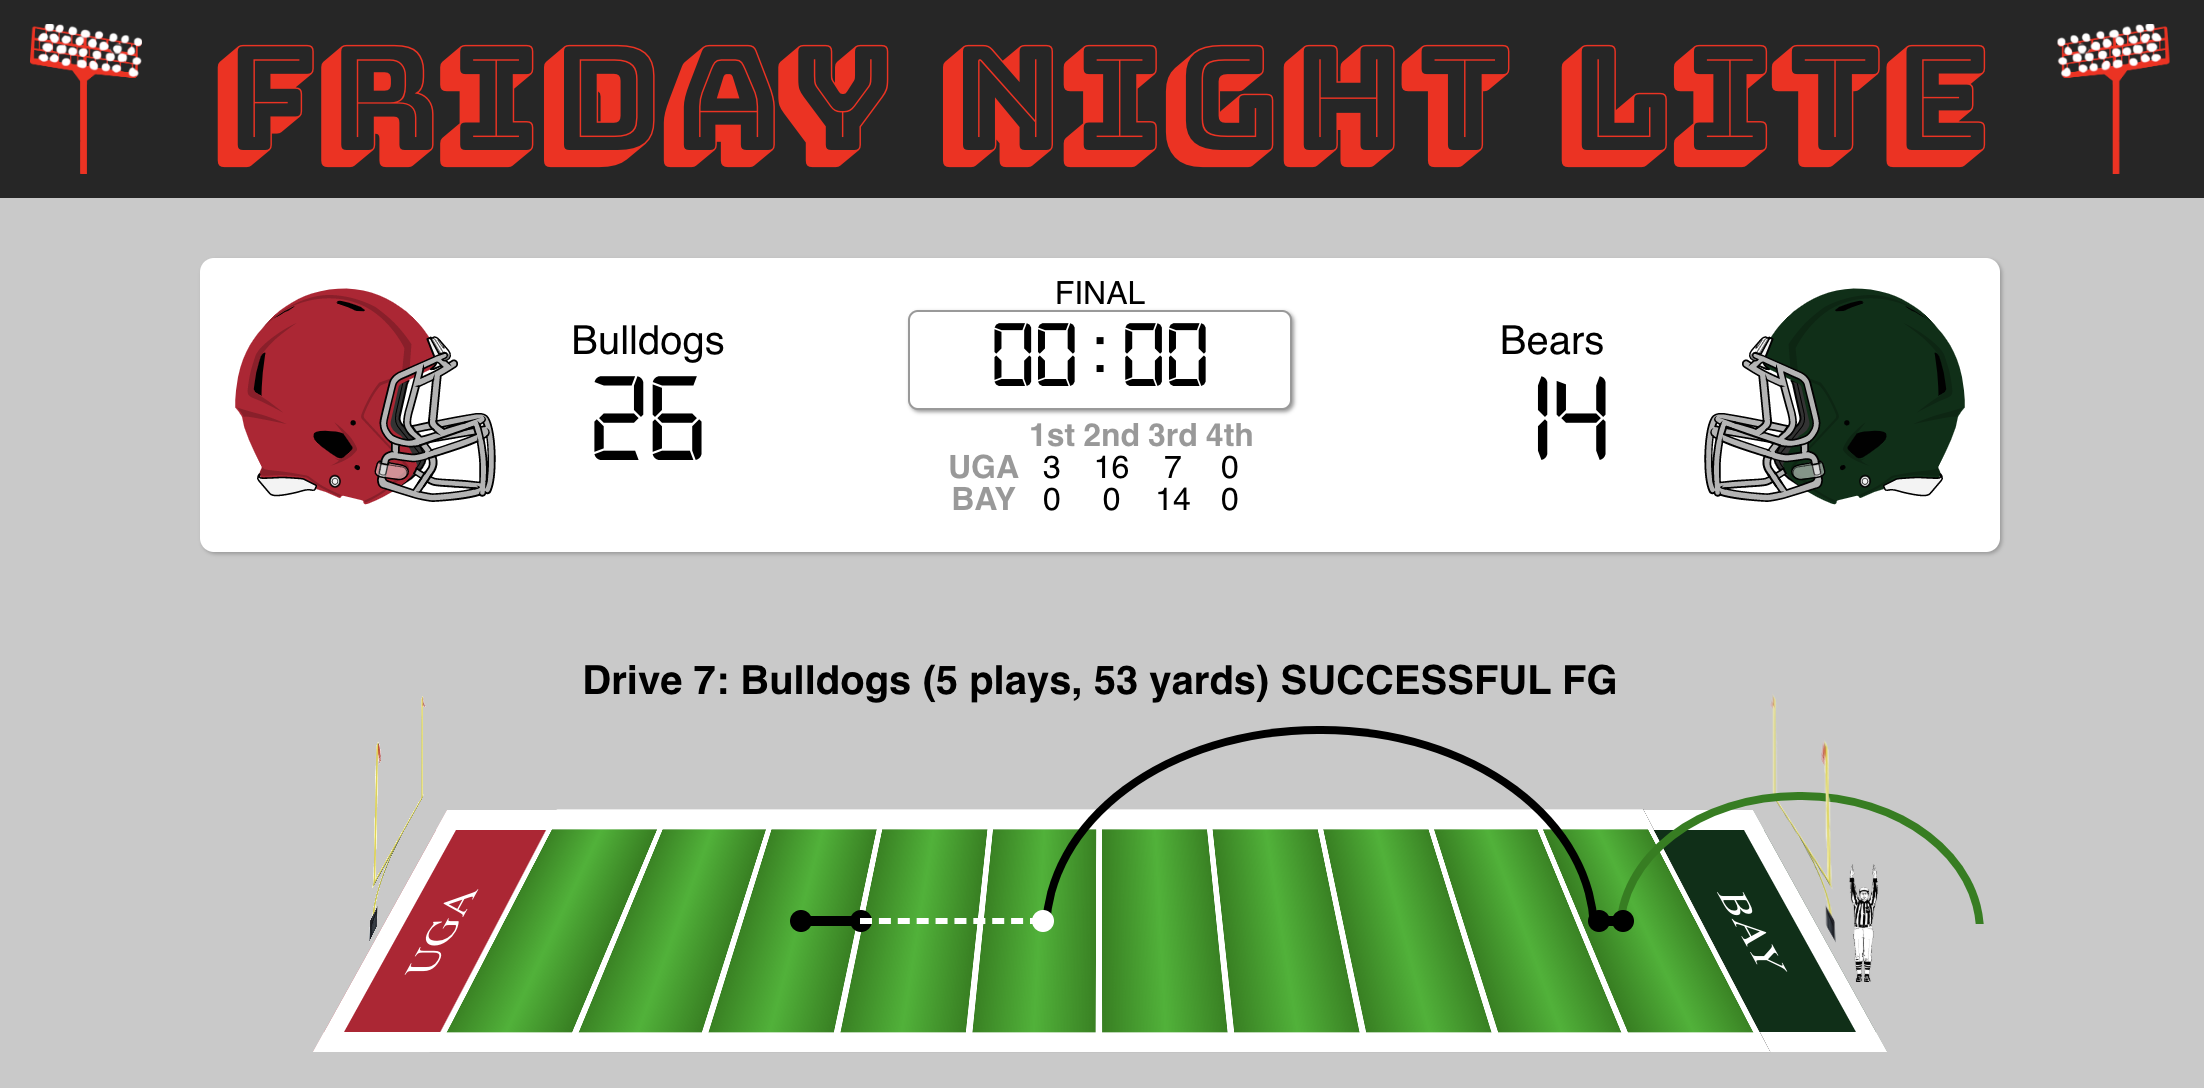 FRIDAY NIGHT LITE
FINAL
Bulldogs
26
00:00
Bears
14
1st 2nd 3rd 4th
UGA 3 16 7 0
BAY 0 0 14 0
Drive 7: Bulldogs (5 plays, 53 yards) SUCCESSFUL FG
UGA
BAY